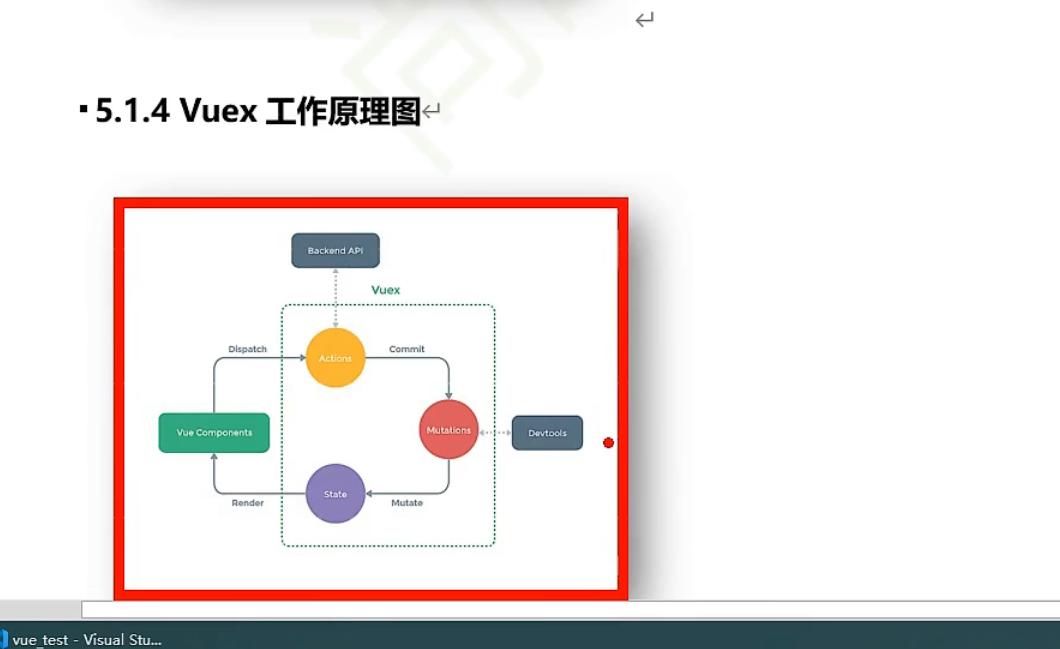 5.1.4 Vuex 工作原理图
Backend API
Vuex
Dispatch
Commit
Actions
Vue Components
Mutations
Devtools
State
Render
Mutate
vue_test - Visual Stu...